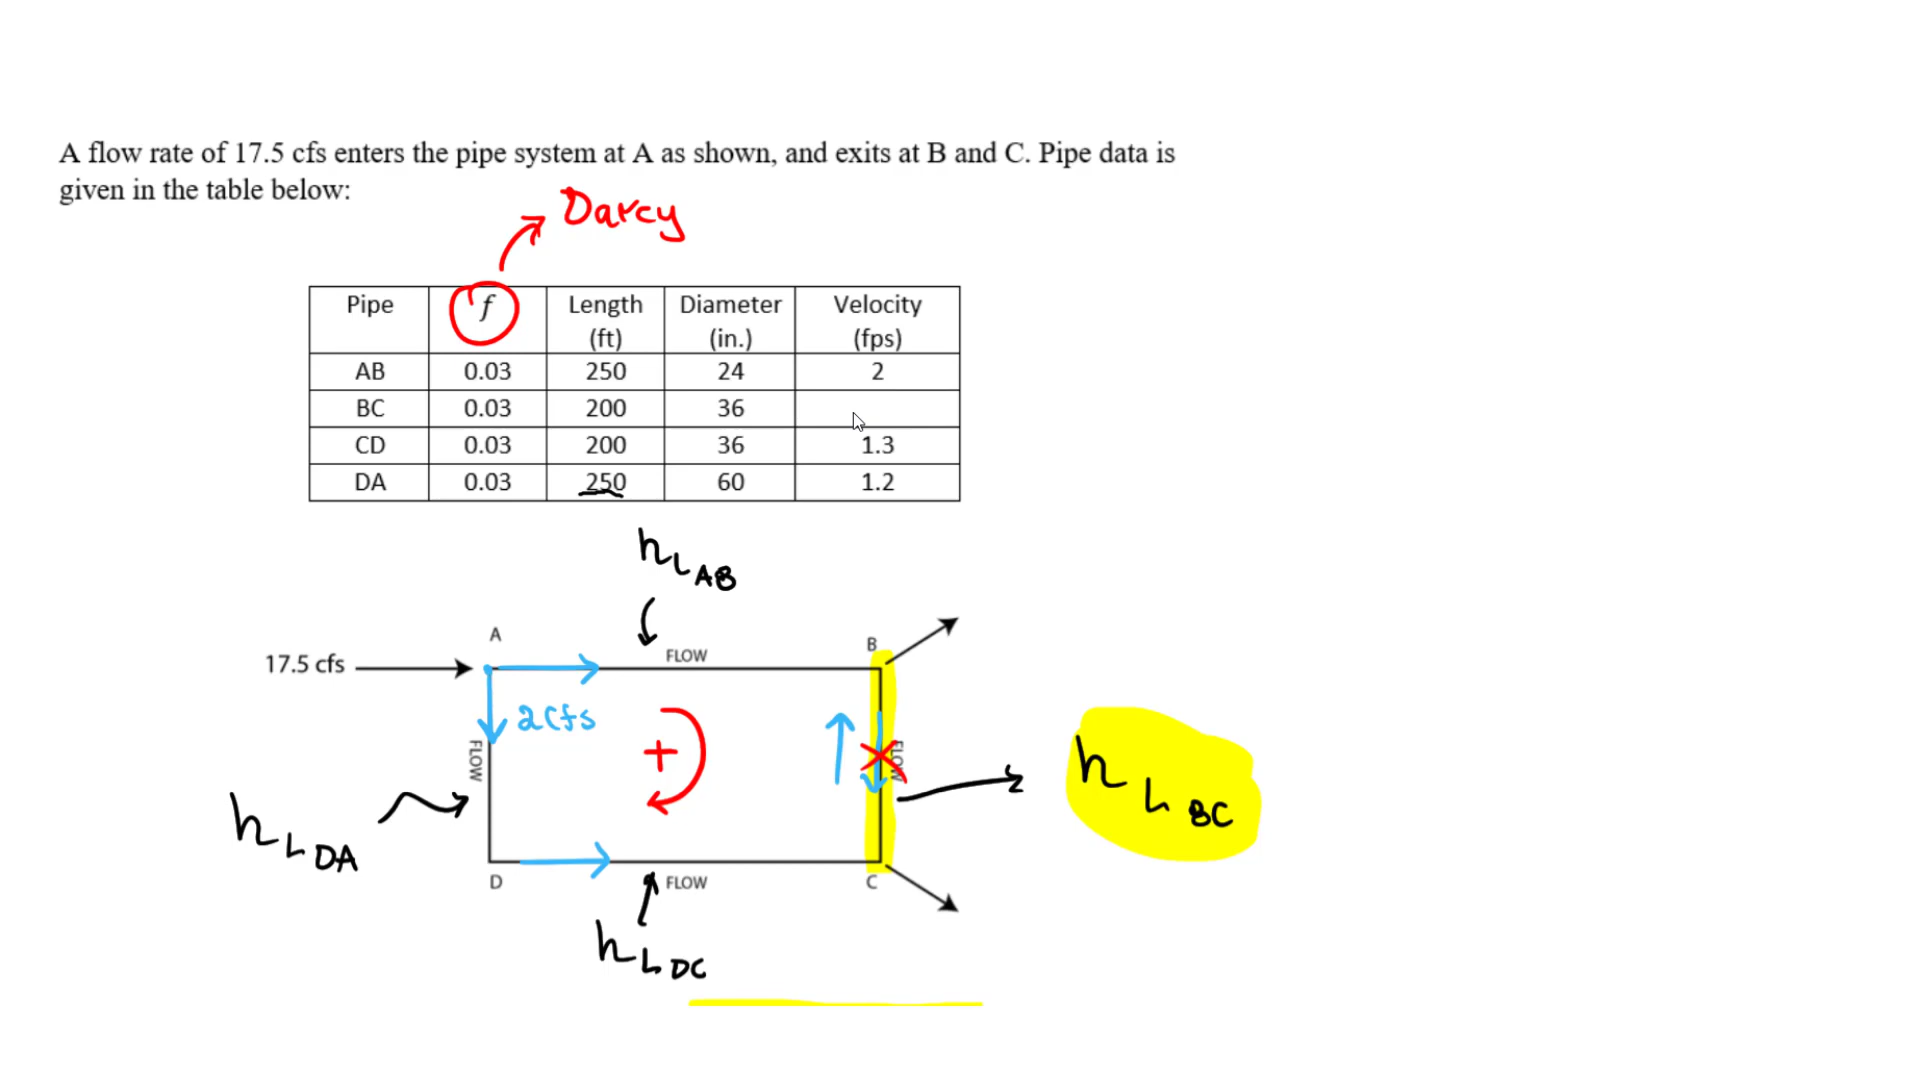 A flow rate of 17.5 cfs enters the pipe system at A as shown, and exits at B and C. Pipe data is
given in the table below:
Darcy
Pipe f Length (ft) Diameter (in.) Velocity (fps)
AB 0.03 250 24 2
BC 0.03 200 36
CD 0.03 200 36 1.3
DA 0.03 250 60 1.2
hL AB
A
B
17.5 cfs
FLOW
2cfs
FLOW
+
FLOW
hL BC
hL DA
D
FLOW
C
hL DC